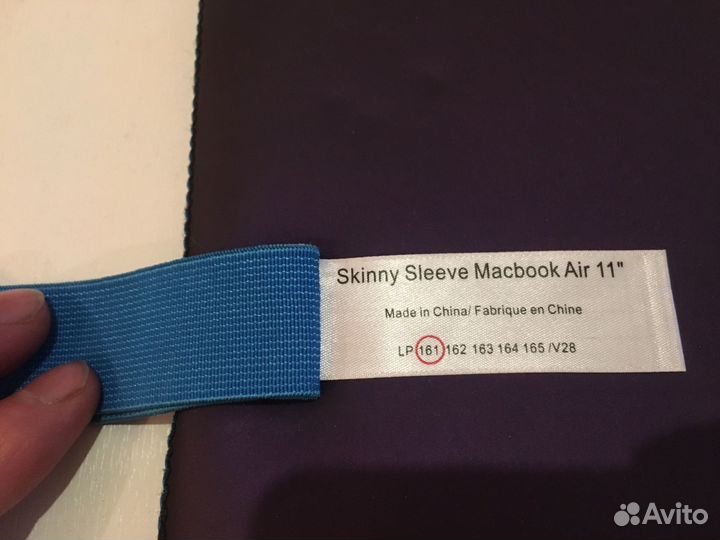 Skinny Sleeve Macbook Air 11"
Made in China/ Fabrique en Chine
LP 161 162 163 164 165 /V28
Avito